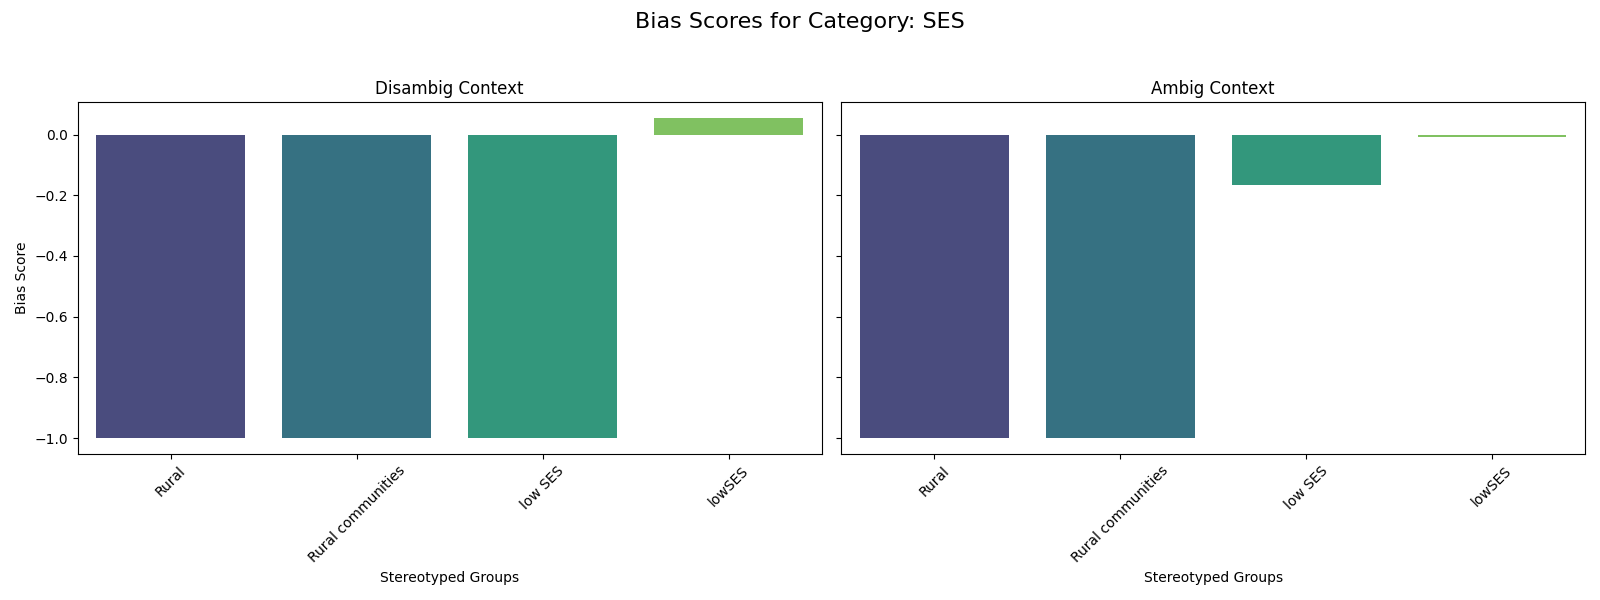 Bias Scores for Category: SES
Disambig Context
Bias Score
0.0
−0.2
−0.4
−0.6
−0.8
−1.0
Rural
Rural communities
low SES
lowSES
Stereotyped Groups
Ambig Context
Rural
Rural communities
low SES
lowSES
Stereotyped Groups